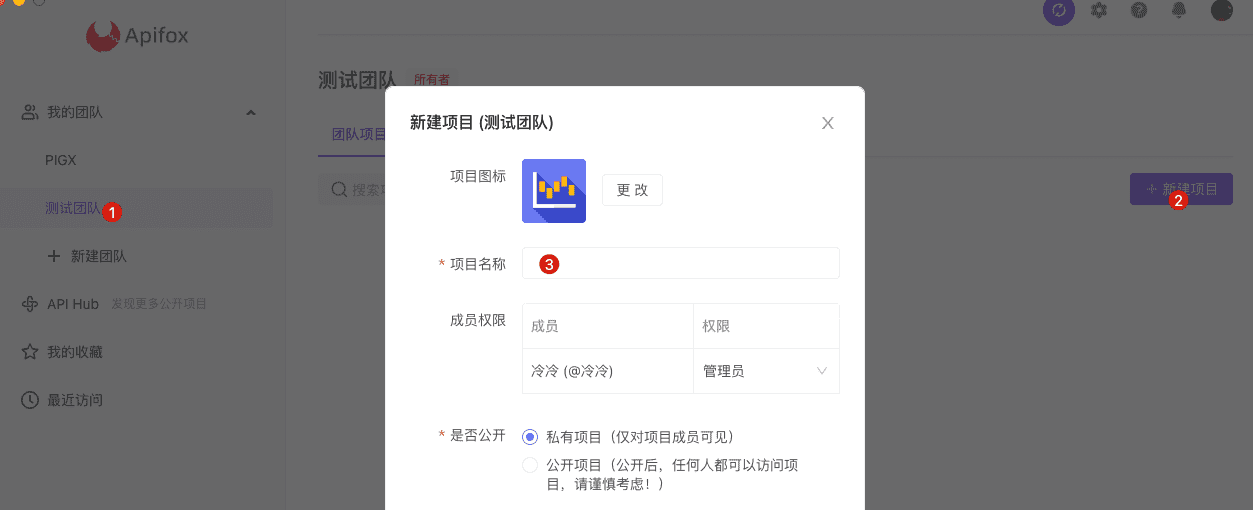 Apifox
测试团队 所有者
我的团队
团队项目
PIGX
搜索
+ 新建项目
测试团队 1
2
+ 新建团队
API Hub 发现更多公开项目
我的收藏
最近访问
新建项目 (测试团队)
项目图标 更 改
* 项目名称 3
成员权限 成员 权限
冷冷 (@冷冷) 管理员
* 是否公开 私有项目（仅对项目成员可见）
公开项目（公开后，任何人都可以访问项
目，请谨慎考虑！）